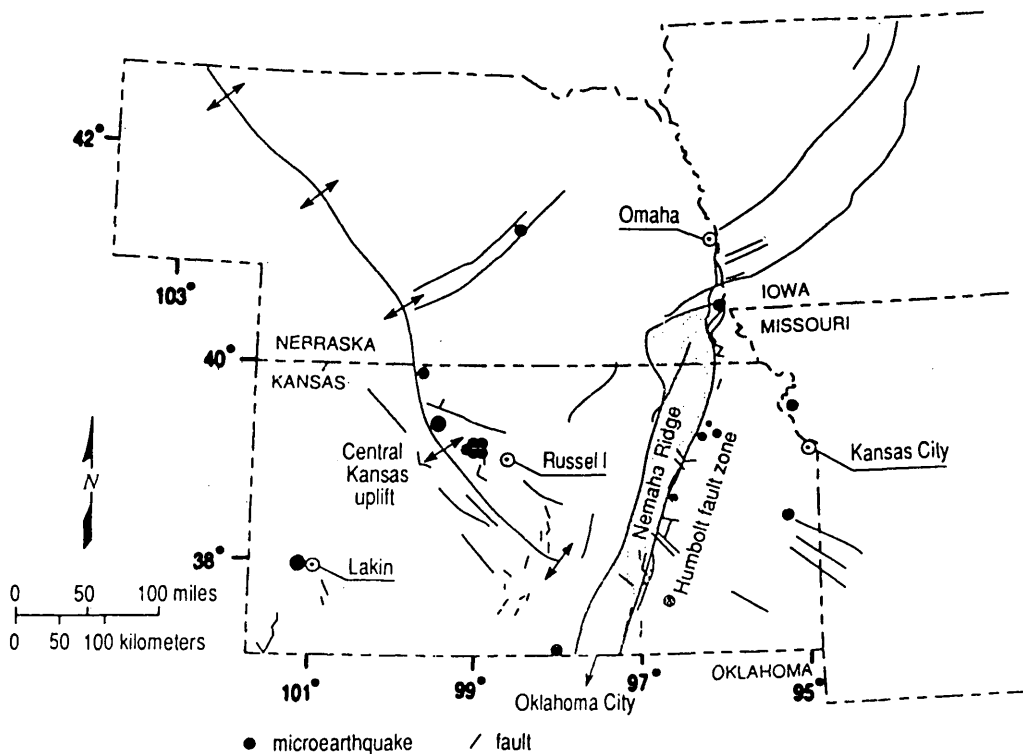 42°
Omaha
103°
IOWA
MISSOURI
NEBRASKA
40°
KANSAS
Central
Kansas
uplift
Russel l
Nemaha Ridge
Humbolt fault zone
Kansas City
N
38°
Lakin
0 50 100 miles
0 50 100 kilometers
OKLAHOMA
101°
99°
97°
95°
Oklahoma City
microearthquake
fault